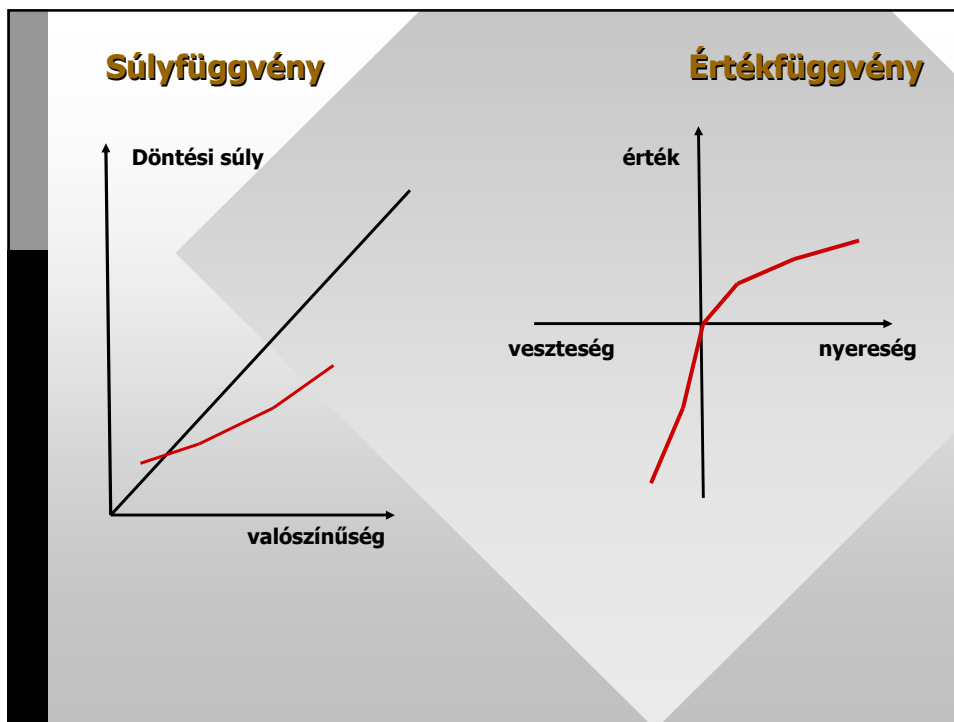 Súlyfüggvény
Értékfüggvény
Döntési súly
érték
veszteség
nyereség
valószínűség